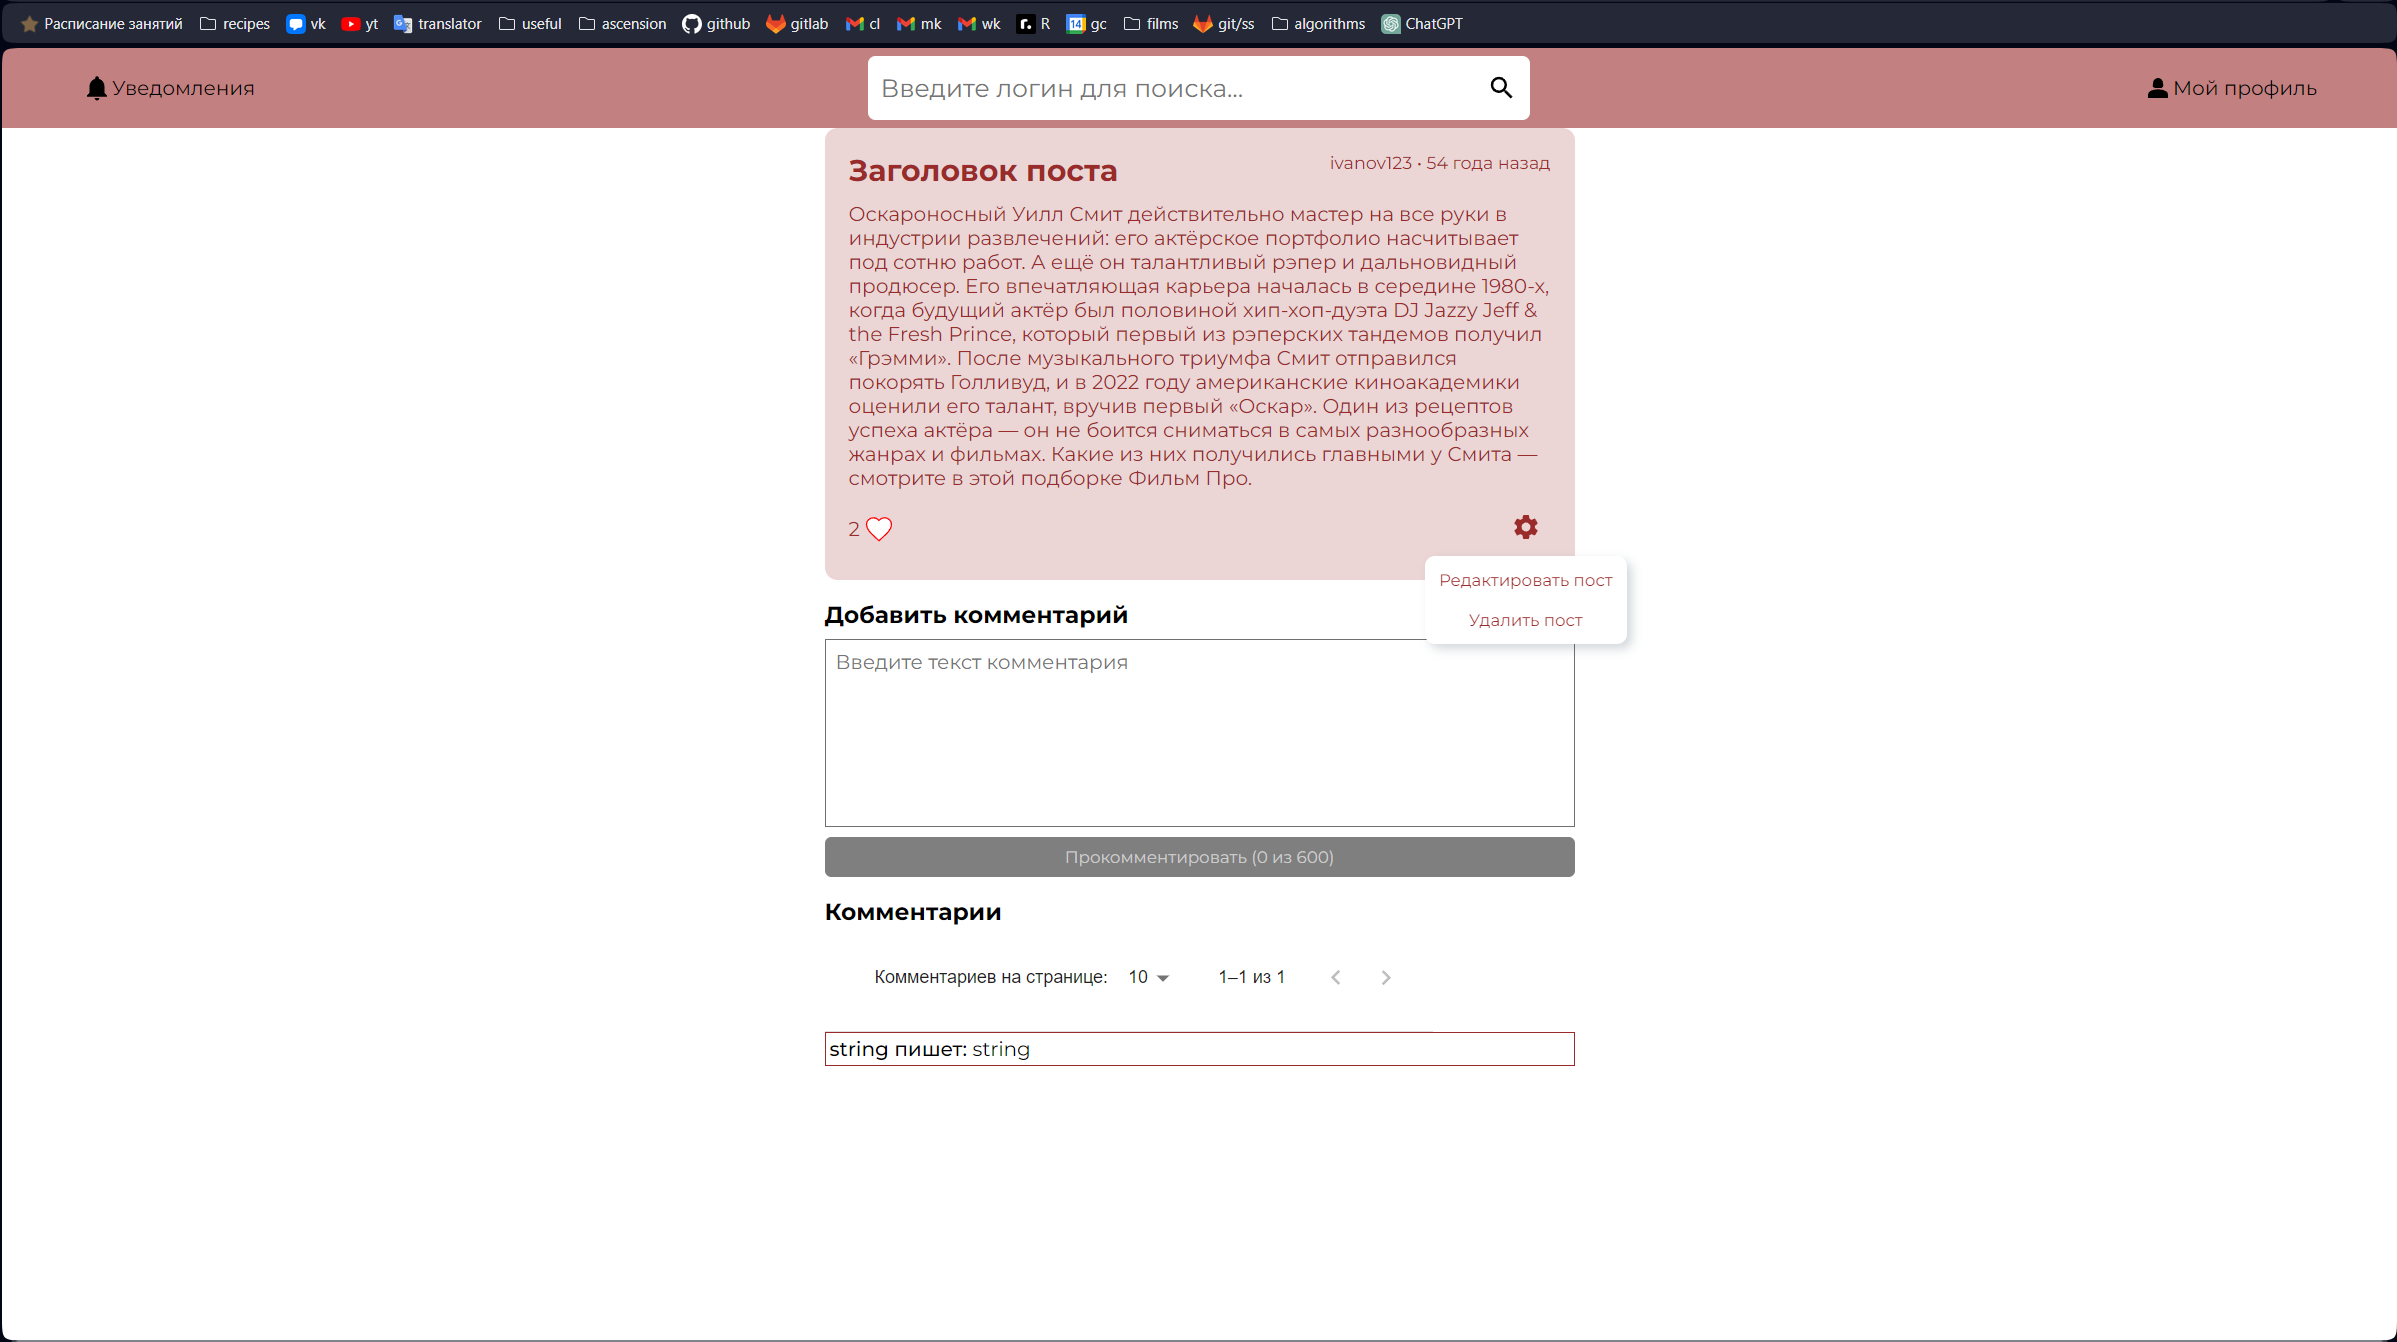 Расписание занятий recipes vk yt translator useful ascension github gitlab cl mk wk R 14 gc films git/ss algorithms ChatGPT
Уведомления
Введите логин для поиска...
Мой профиль
Заголовок поста
ivanov123 • 54 года назад
Оскароносный Уилл Смит действительно мастер на все руки в
индустрии развлечений: его актёрское портфолио насчитывает
под сотню работ. А ещё он талантливый рэпер и дальновидный
продюсер. Его впечатляющая карьера началась в середине 1980-х,
когда будущий актёр был половиной хип-хоп-дуэта DJ Jazzy Jeff &
the Fresh Prince, который первый из рэперских тандемов получил
«Грэмми». После музыкального триумфа Смит отправился
покорять Голливуд, и в 2022 году американские киноакадемики
оценили его талант, вручив первый «Оскар». Один из рецептов
успеха актёра — он не боится сниматься в самых разнообразных
жанрах и фильмах. Какие из них получились главными у Смита —
смотрите в этой подборке Фильм Про.
2
Редактировать пост
Удалить пост
Добавить комментарий
Введите текст комментария
Прокомментировать (0 из 600)
Комментарии
Комментариев на странице: 10 1–1 из 1
string пишет: string